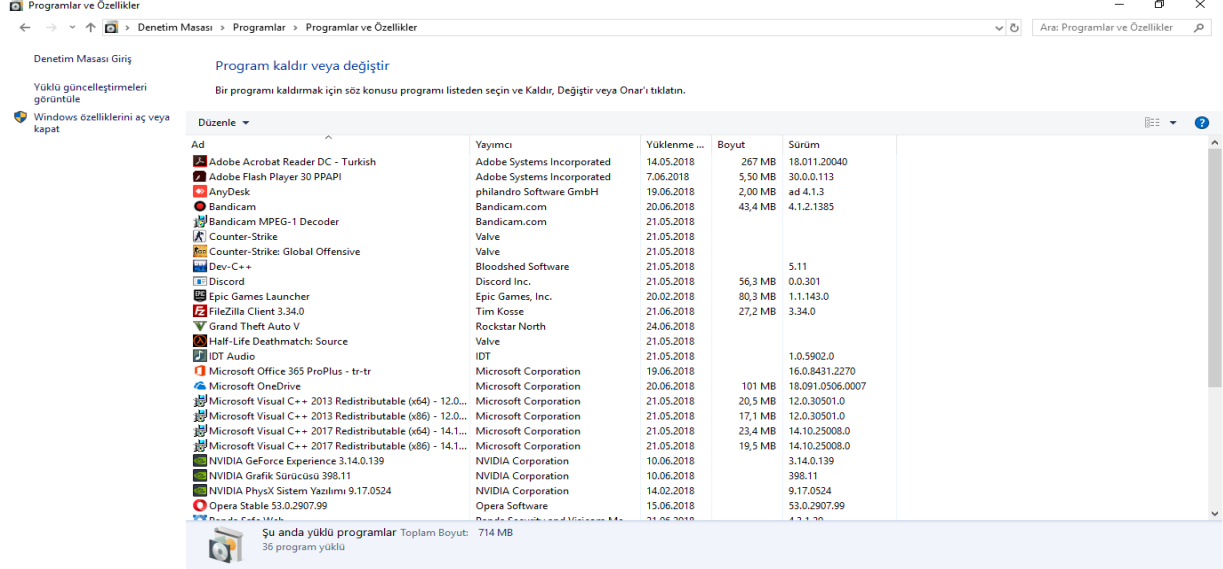 Programlar ve Özellikler
Denetim Masası > Programlar > Programlar ve Özellikler
Ara: Programlar ve Özellikler
Denetim Masası Giriş
Yüklü güncelleştirmeleri
görüntüle
Windows özelliklerini aç veya
kapat
Program kaldır veya değiştir
Bir programı kaldırmak için söz konusu programı listeden seçin ve Kaldır, Değiştir veya Onar'ı tıklatın.
Düzenle
Ad Yayımcı Yüklenme ... Boyut Sürüm
Adobe Acrobat Reader DC - Turkish Adobe Systems Incorporated 14.05.2018 267 MB 18.011.20040
Adobe Flash Player 30 PPAPI Adobe Systems Incorporated 7.06.2018 5,50 MB 30.0.0.113
AnyDesk philandro Software GmbH 19.06.2018 2,00 MB ad 4.1.3
Bandicam Bandicam.com 20.06.2018 43,4 MB 4.1.2.1385
Bandicam MPEG-1 Decoder Bandicam.com 21.05.2018
Counter-Strike Valve 21.05.2018
Counter-Strike: Global Offensive Valve 21.05.2018
Dev-C++ Bloodshed Software 21.05.2018 5.11
Discord Discord Inc. 21.05.2018 56,3 MB 0.0.301
Epic Games Launcher Epic Games, Inc. 20.02.2018 80,3 MB 1.1.143.0
FileZilla Client 3.34.0 Tim Kosse 21.06.2018 27,2 MB 3.34.0
Grand Theft Auto V Rockstar North 24.06.2018
Half-Life Deathmatch: Source Valve 21.05.2018
IDT Audio IDT 21.05.2018 1.0.5902.0
Microsoft Office 365 ProPlus - tr-tr Microsoft Corporation 19.06.2018 16.0.8431.2270
Microsoft OneDrive Microsoft Corporation 20.06.2018 101 MB 18.091.0506.0007
Microsoft Visual C++ 2013 Redistributable (x64) - 12.0... Microsoft Corporation 21.05.2018 20,5 MB 12.0.30501.0
Microsoft Visual C++ 2013 Redistributable (x86) - 12.0... Microsoft Corporation 21.05.2018 17,1 MB 12.0.30501.0
Microsoft Visual C++ 2017 Redistributable (x64) - 14.1... Microsoft Corporation 21.05.2018 23,4 MB 14.10.25008.0
Microsoft Visual C++ 2017 Redistributable (x86) - 14.1... Microsoft Corporation 21.05.2018 19,5 MB 14.10.25008.0
NVIDIA GeForce Experience 3.14.0.139 NVIDIA Corporation 10.06.2018 3.14.0.139
NVIDIA Grafik Sürücüsü 398.11 NVIDIA Corporation 10.06.2018 398.11
NVIDIA PhysX Sistem Yazılımı 9.17.0524 NVIDIA Corporation 14.02.2018 9.17.0524
Opera Stable 53.0.2907.99 Opera Software 15.06.2018 53.0.2907.99
Şu anda yüklü programlar Toplam Boyut: 714 MB
36 program yüklü